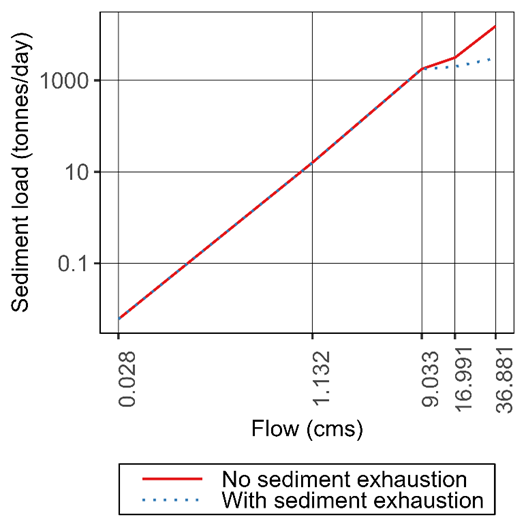 Sediment load (tonnes/day)
1000
10
0.1
0.028
1.132
9.033
16.991
36.881
Flow (cms)
No sediment exhaustion
With sediment exhaustion